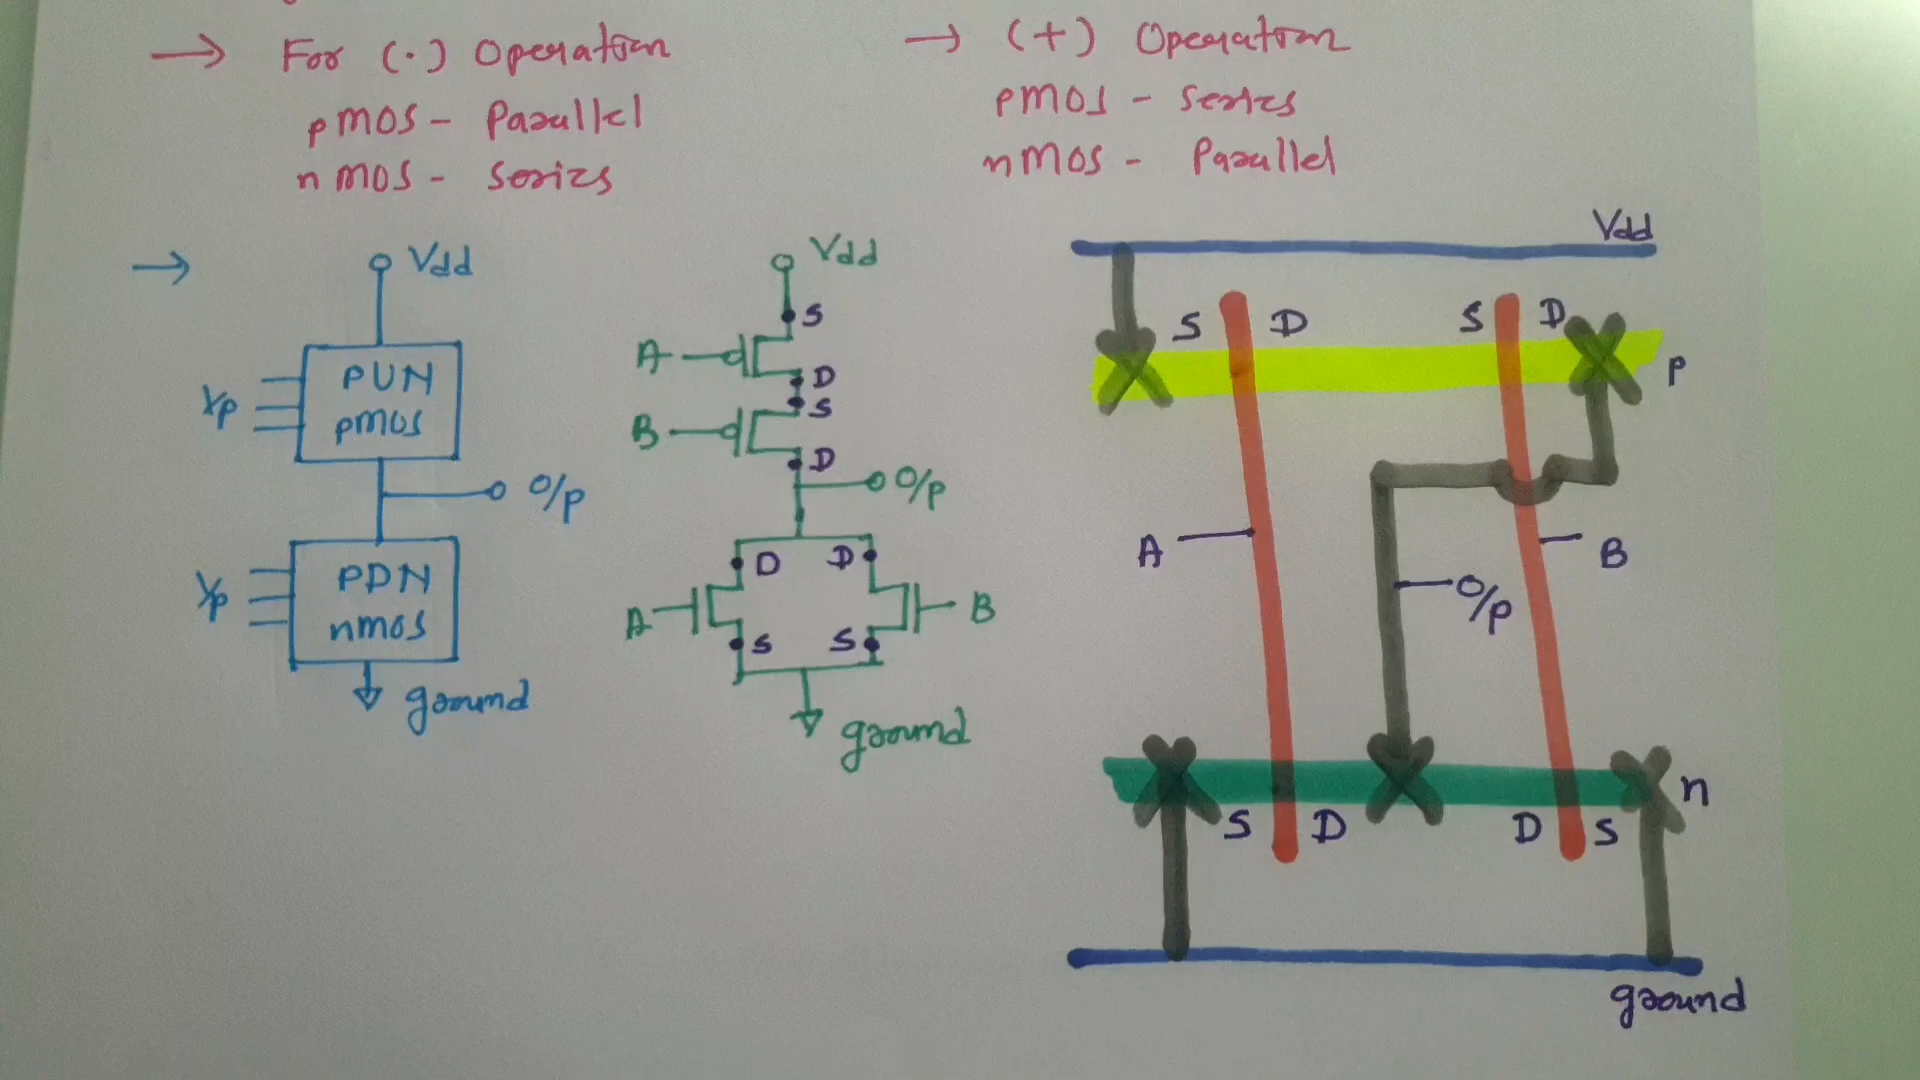 → For (.) Operation
pMOS - Parallel
nMOS - Series
→ (+) Operation
pMOS - Series
nMOS - Parallel
→
Vdd
PUN
pMOS
I/p
O/p
PDN
nMOS
I/p
ground
Vdd
S
A
D
S
B
D
O/p
D D
A B
S S
ground
Vdd
S D S D
P
A
O/p
B
n
S D D S
ground